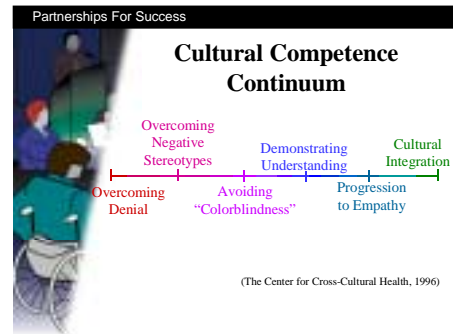 Partnerships For Success
Cultural Competence
Continuum
Overcoming
Negative
Stereotypes
Demonstrating
Understanding
Cultural
Integration
Overcoming
Denial
Avoiding
“Colorblindness”
Progression
to Empathy
(The Center for Cross-Cultural Health, 1996)